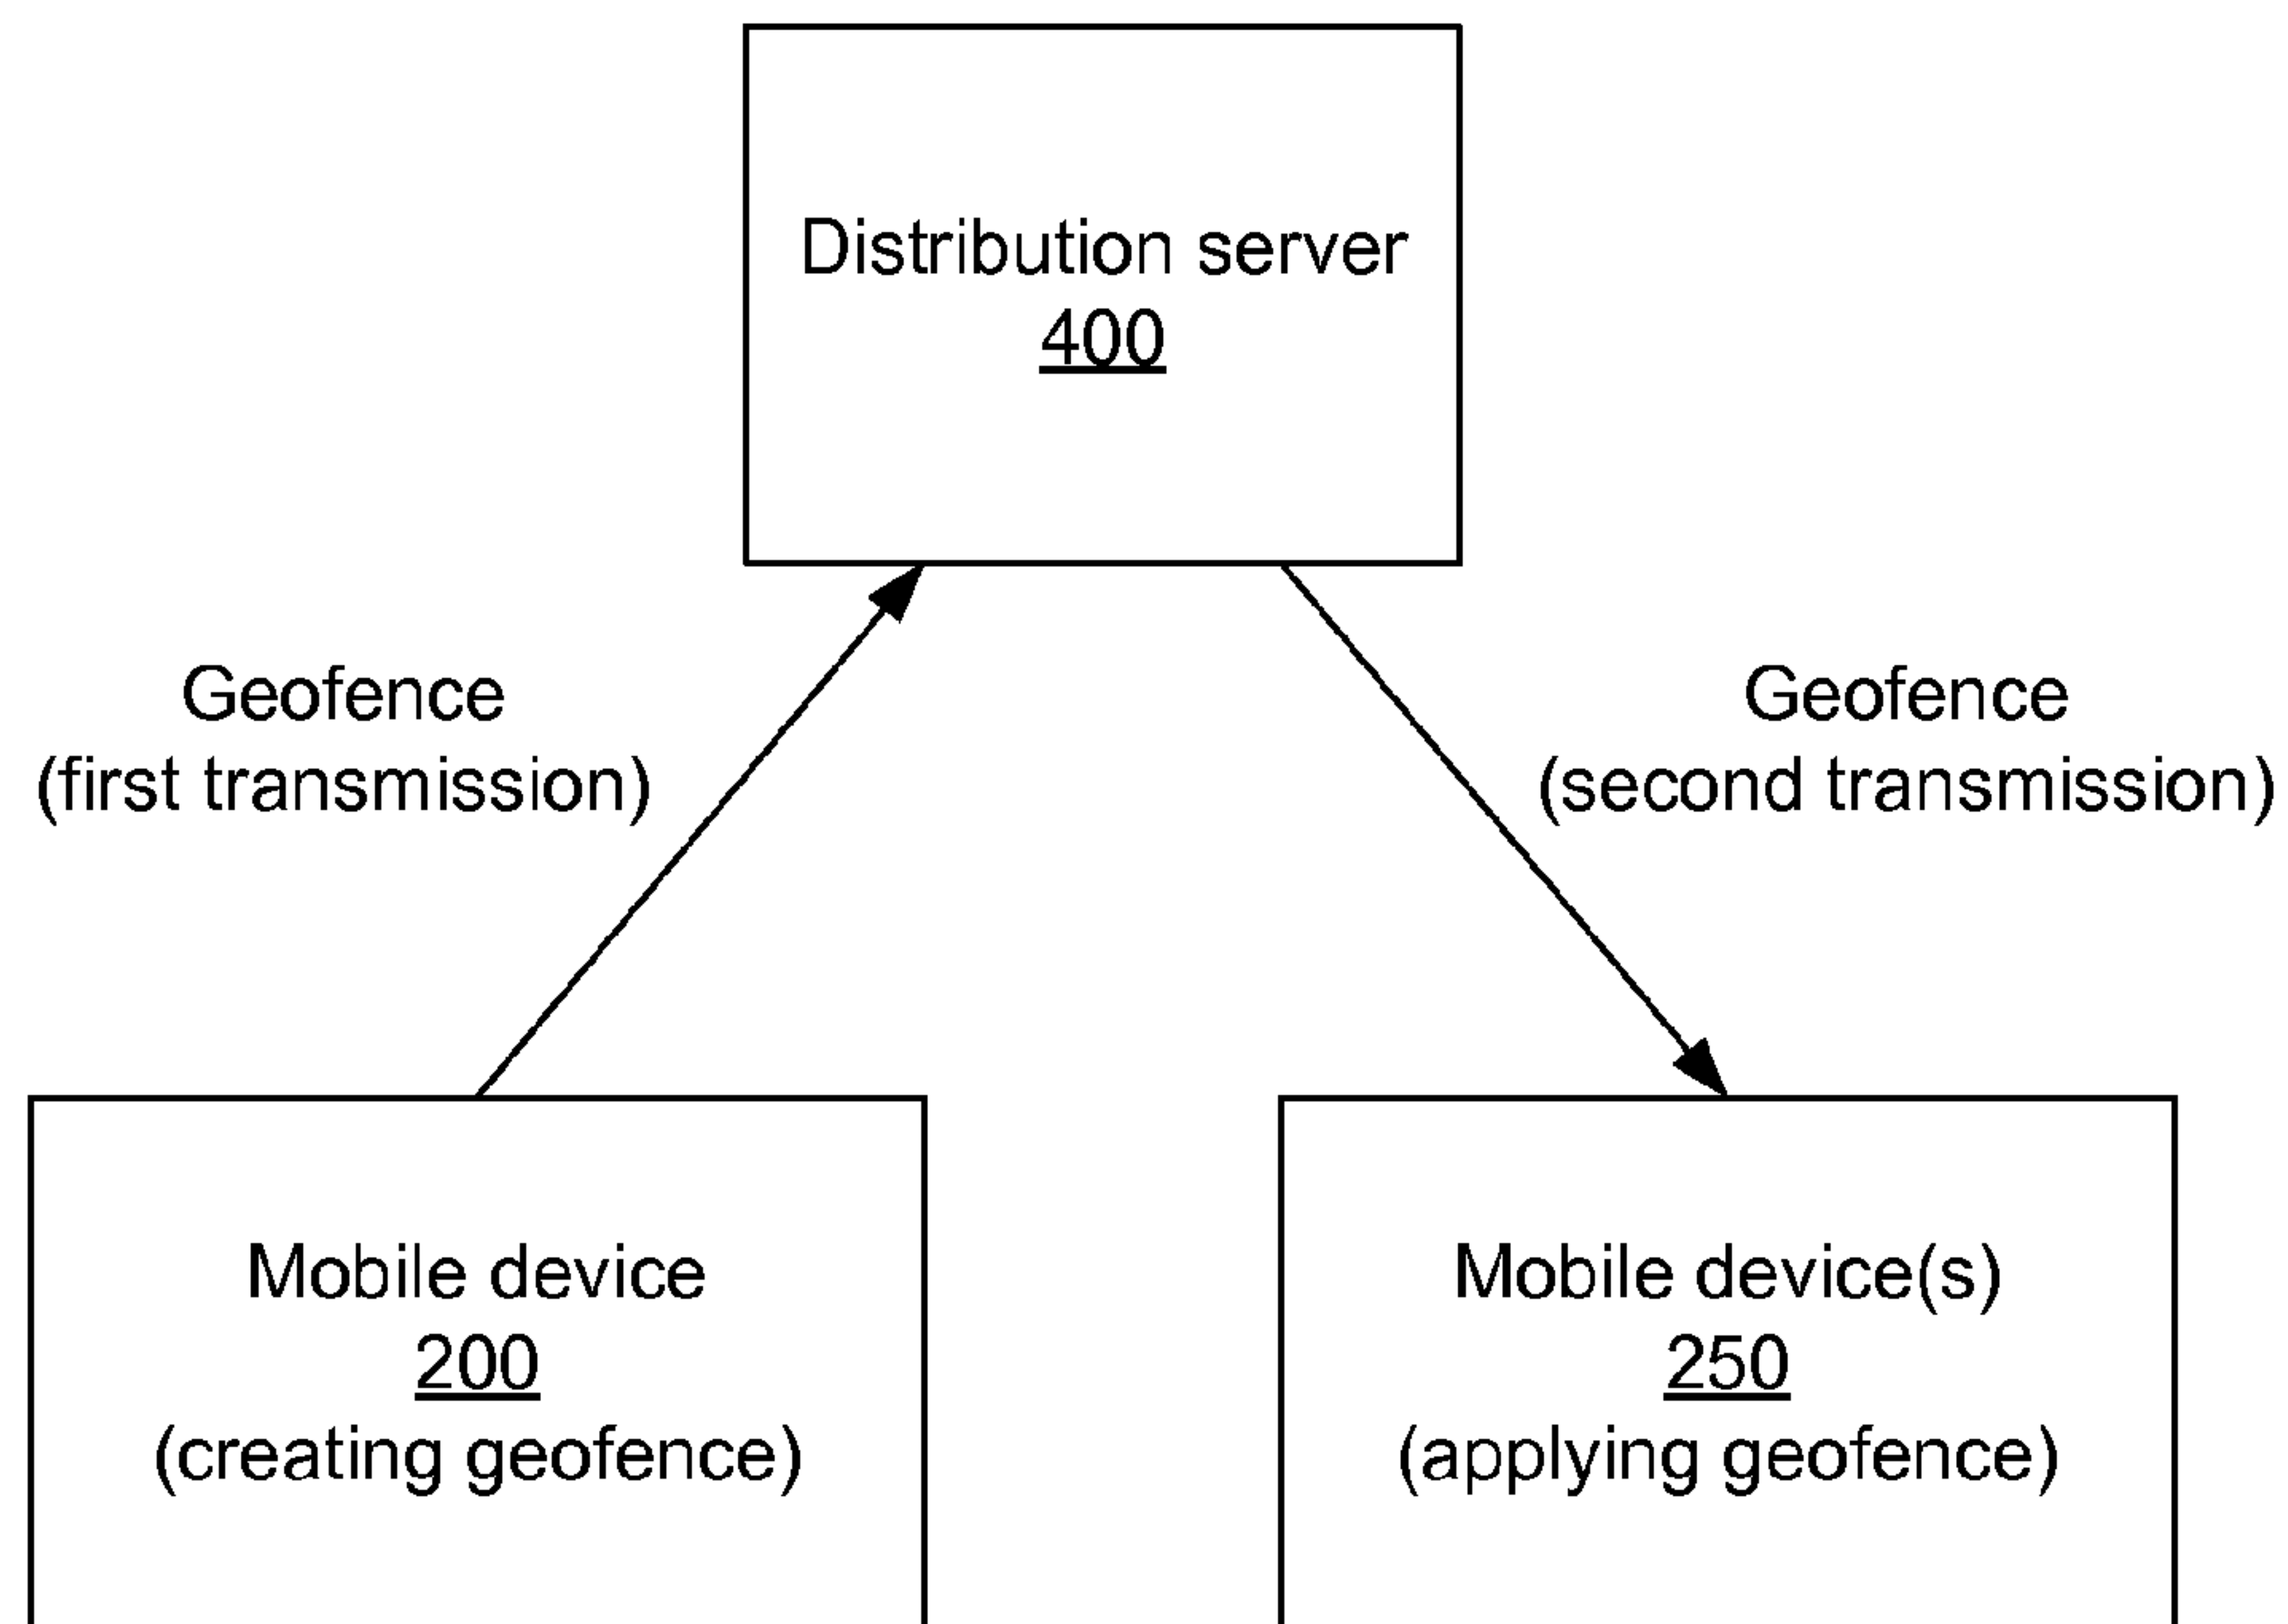 Distribution server
400
Geofence
(first transmission)
Geofence
(second transmission)
Mobile device
200
(creating geofence)
Mobile device(s)
250
(applying geofence)